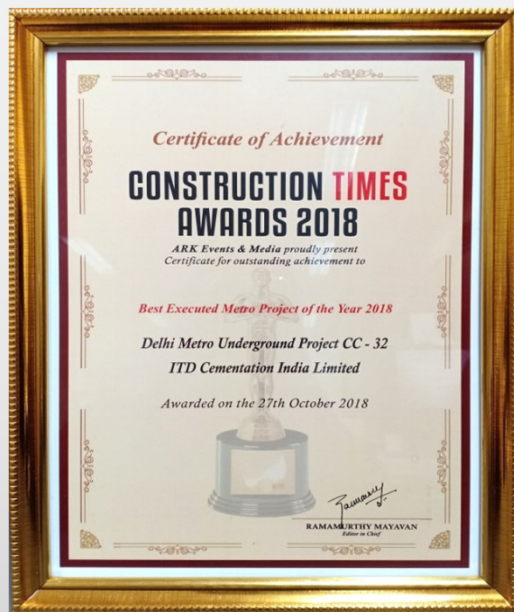 Certificate of Achievement
CONSTRUCTION TIMES
AWARDS 2018
ARK Events & Media proudly present
Certificate for outstanding achievement to
Best Executed Metro Project of the Year 2018
Delhi Metro Underground Project CC - 32
ITD Cementation India Limited
Awarded on the 27th October 2018
RAMAMURTHY MAYAVAN
Editor in Chief